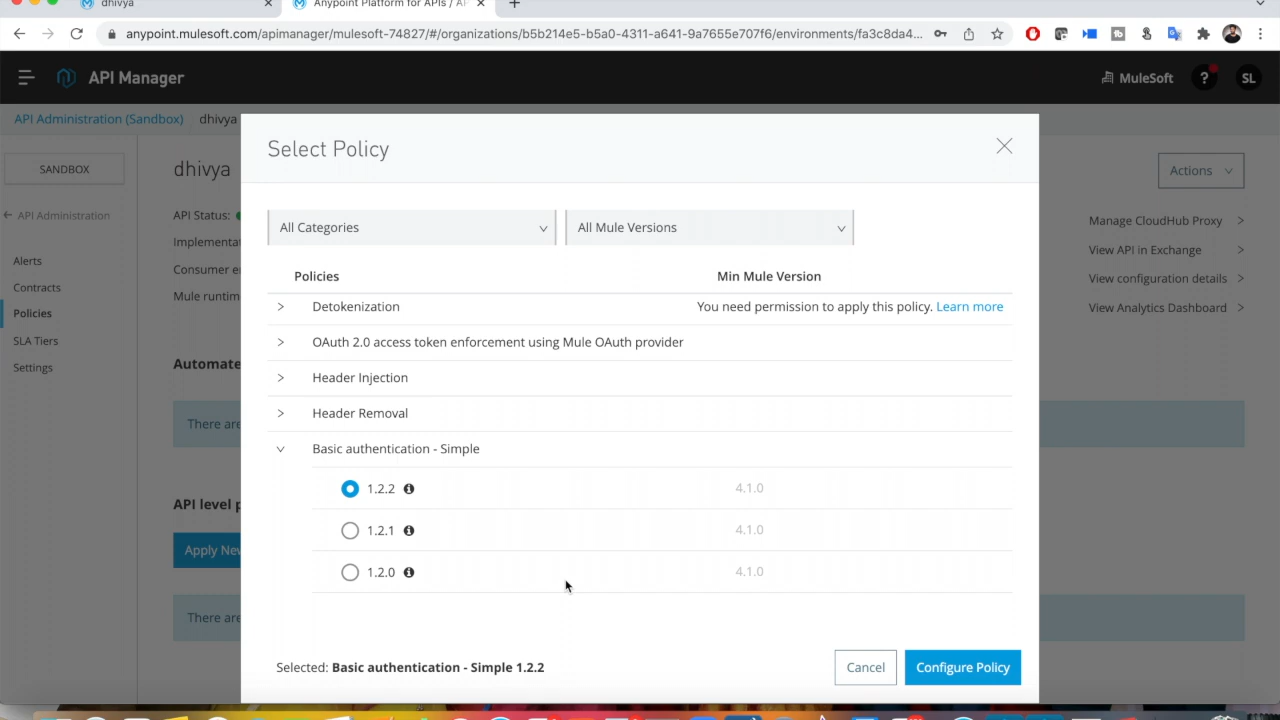 dhivya
Anypoint Platform for APIs / AP
anypoint.mulesoft.com/apimanager/mulesoft-74827/#/organizations/b5b214e5-b5a0-4311-a641-9a7655e707f6/environments/fa3c8da4...
API Manager
MuleSoft
?
SL
API Administration (Sandbox)
dhivya
SANDBOX
API Administration
Alerts
Contracts
Policies
SLA Tiers
Settings
dhivya
API Status:
Implementa
Consumer e
Mule runtim
Automate
There are
API level p
Apply New
There are
Select Policy
All Categories
All Mule Versions
Policies
Min Mule Version
Detokenization
You need permission to apply this policy. Learn more
OAuth 2.0 access token enforcement using Mule OAuth provider
Header Injection
Header Removal
Basic authentication - Simple
1.2.2
4.1.0
1.2.1
4.1.0
1.2.0
4.1.0
Selected: Basic authentication - Simple 1.2.2
Cancel
Configure Policy
Actions
Manage CloudHub Proxy
View API in Exchange
View configuration details
View Analytics Dashboard